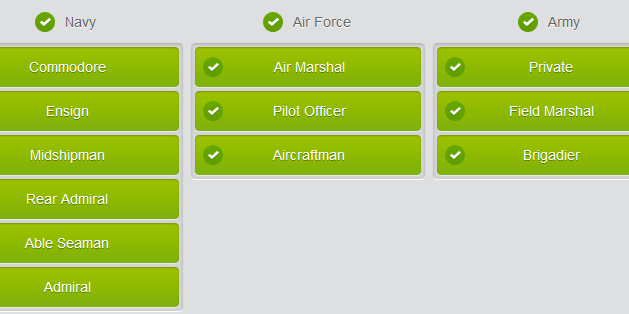 Navy
Commodore
Ensign
Midshipman
Rear Admiral
Able Seaman
Admiral
Air Force
Air Marshal
Pilot Officer
Aircraftman
Army
Private
Field Marshal
Brigadier